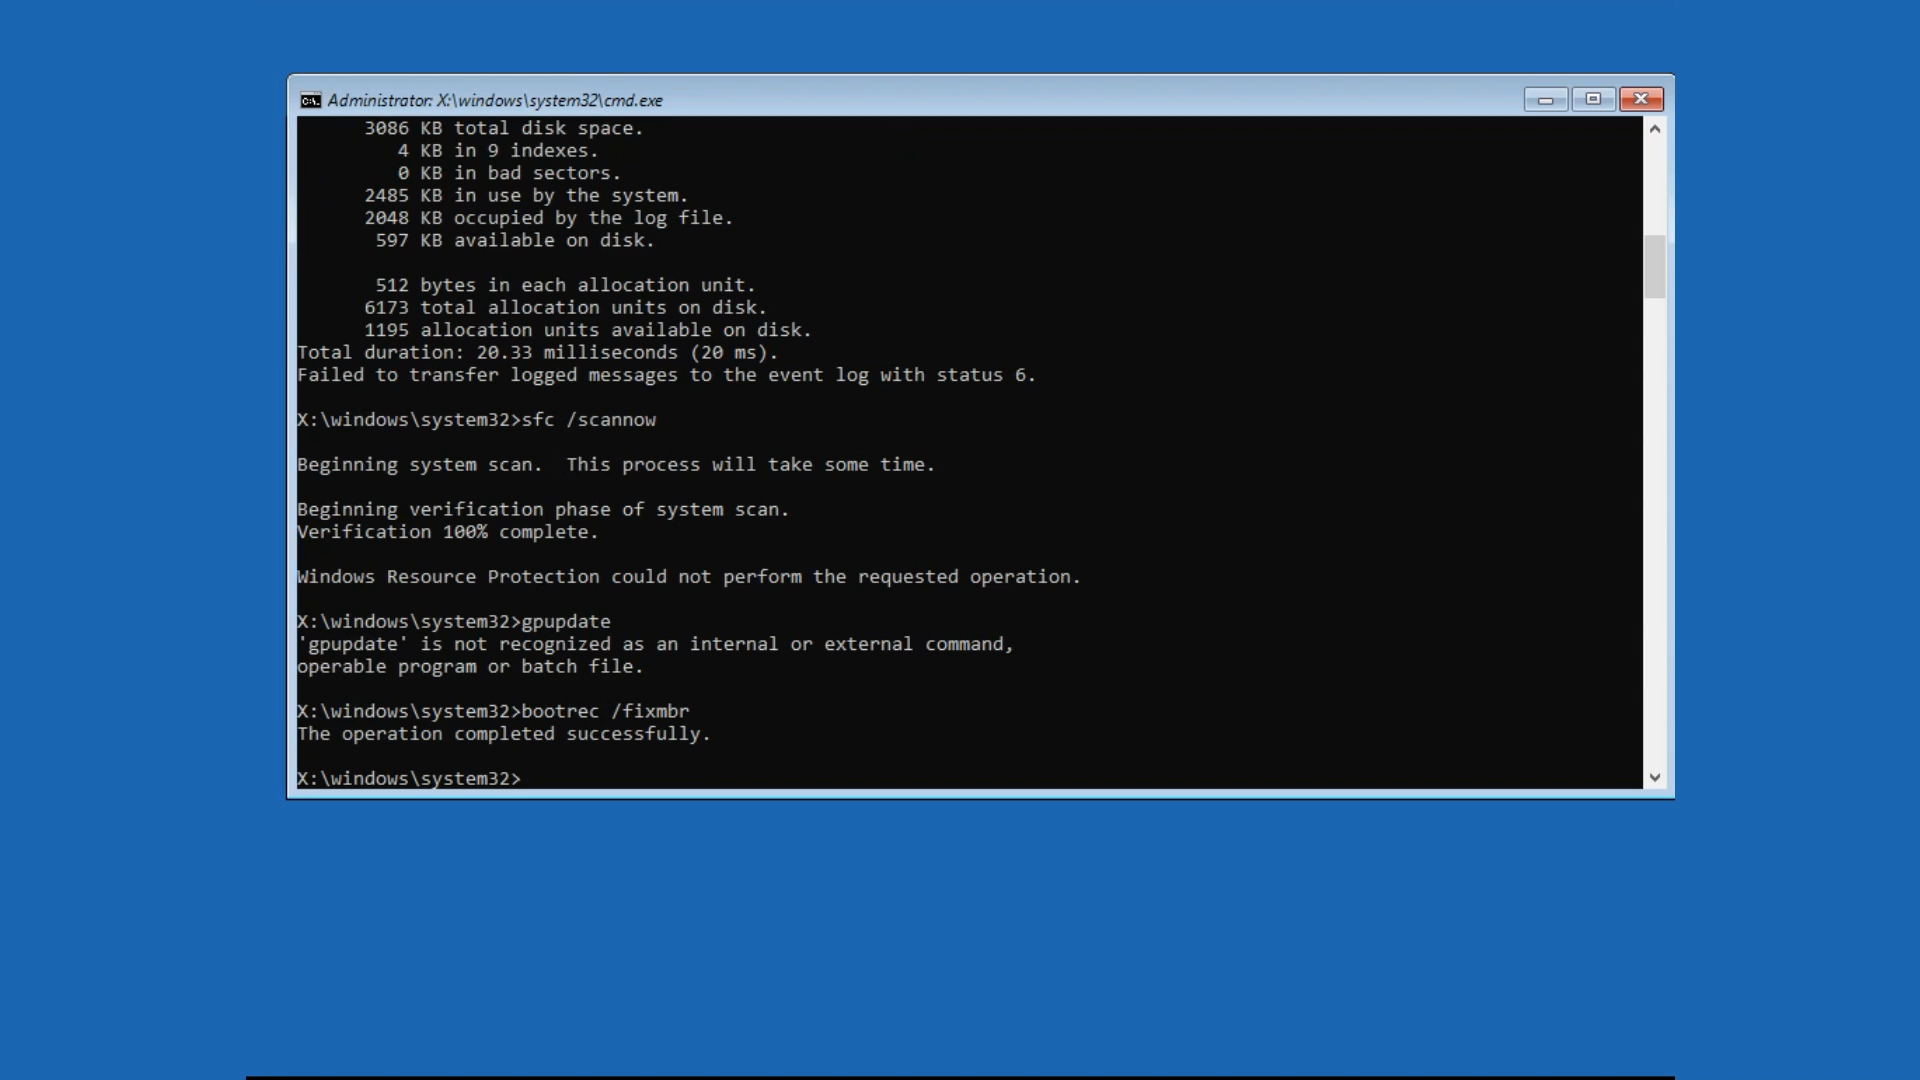 Administrator: X:\windows\system32\cmd.exe
3086 KB total disk space.
4 KB in 9 indexes.
0 KB in bad sectors.
2485 KB in use by the system.
2048 KB occupied by the log file.
597 KB available on disk.
512 bytes in each allocation unit.
6173 total allocation units on disk.
1195 allocation units available on disk.
Total duration: 20.33 milliseconds (20 ms).
Failed to transfer logged messages to the event log with status 6.
X:\windows\system32>sfc /scannow
Beginning system scan.  This process will take some time.
Beginning verification phase of system scan.
Verification 100% complete.
Windows Resource Protection could not perform the requested operation.
X:\windows\system32>gpupdate
'gpupdate' is not recognized as an internal or external command,
operable program or batch file.
X:\windows\system32>bootrec /fixmbr
The operation completed successfully.
X:\windows\system32>